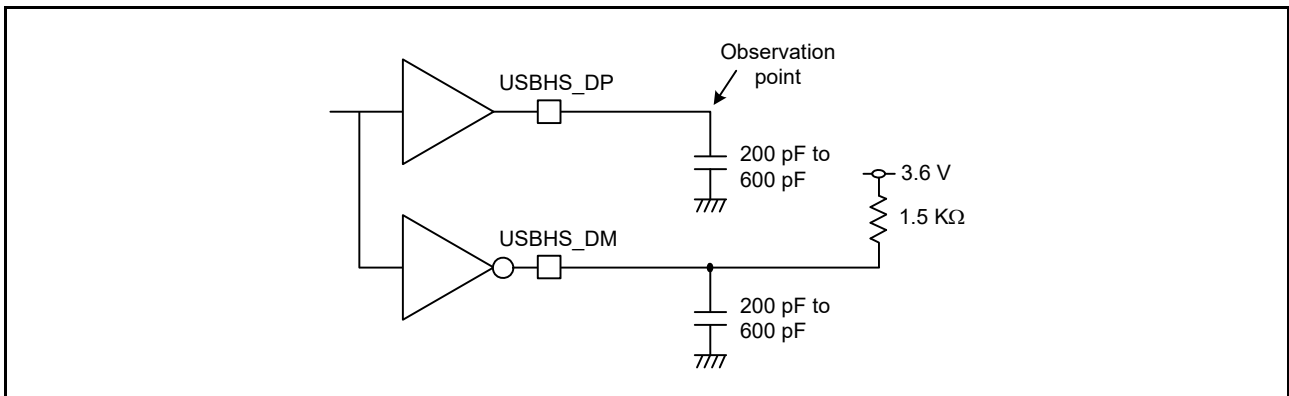 Observation
point
USBHS_DP
200 pF to
600 pF
3.6 V
1.5 KΩ
USBHS_DM
200 pF to
600 pF